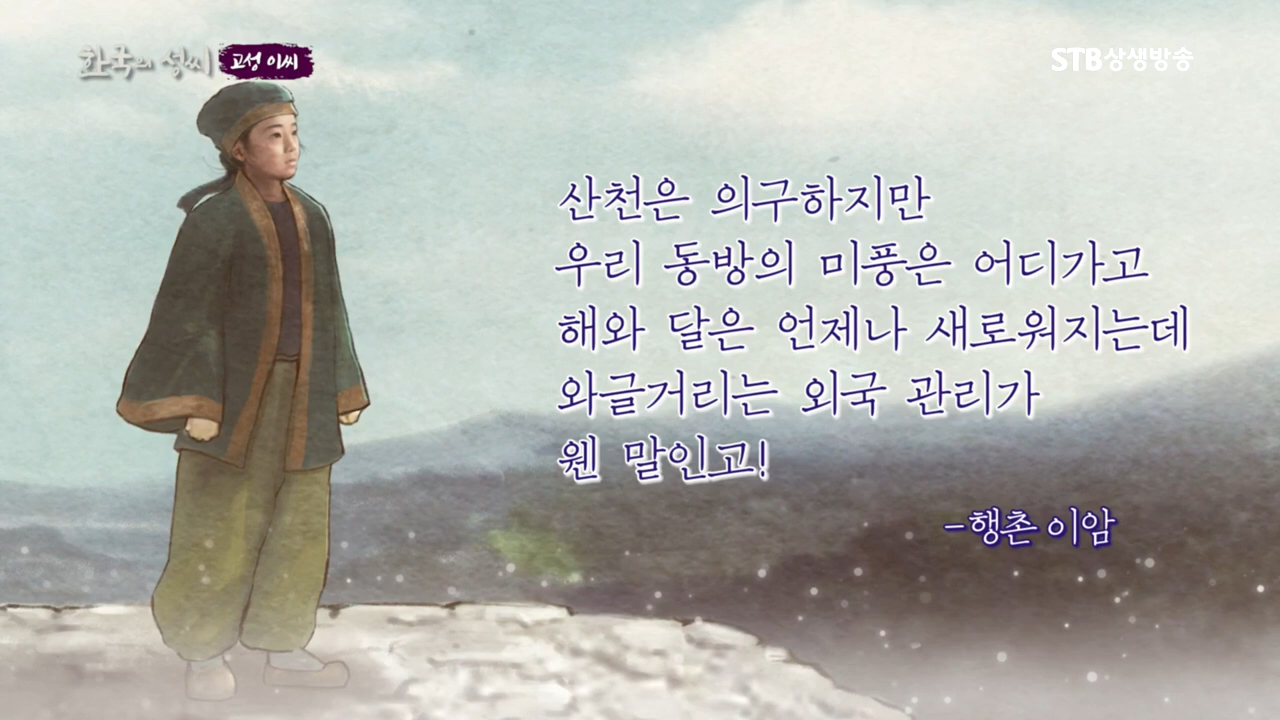 한국의 성씨 고성 이씨
STB상생방송
산천은 의구하지만
우리 동방의 미풍은 어디가고
해와 달은 언제나 새로워지는데
와글거리는 외국 관리가
웬 말인고!
-행촌 이암